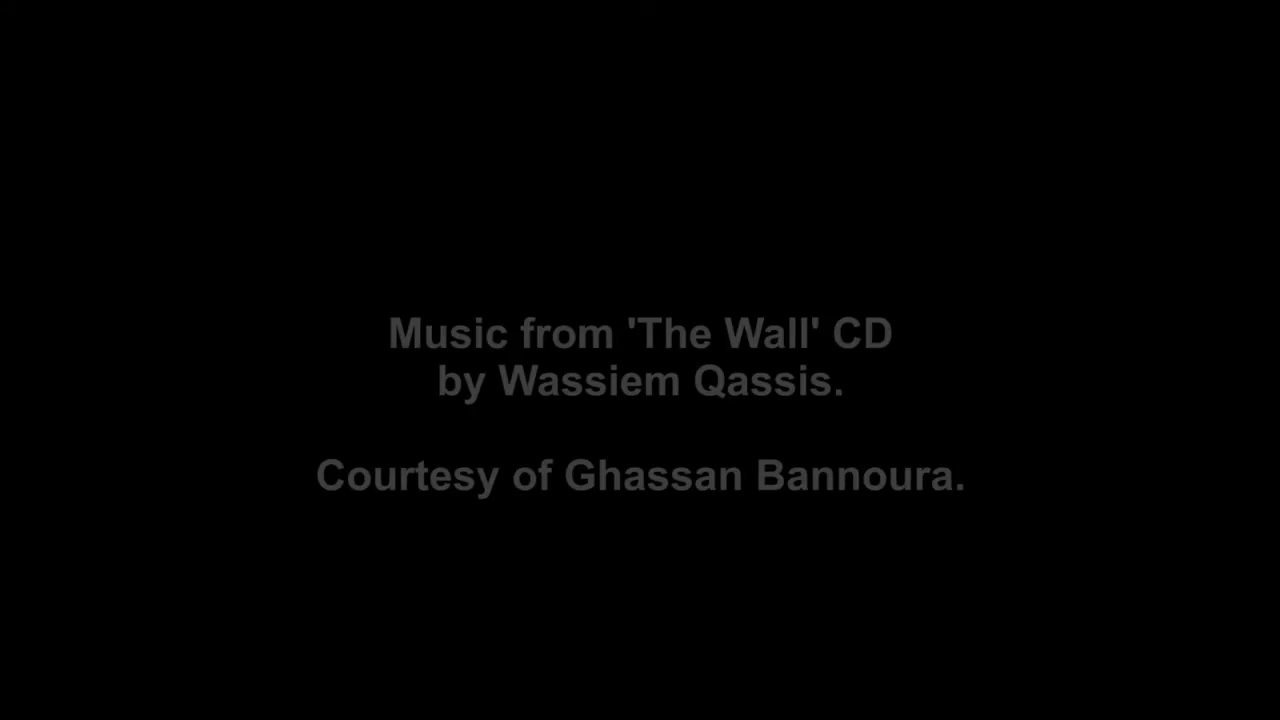 Music from 'The Wall' CD
by Wassiem Qassis.
Courtesy of Ghassan Bannoura.